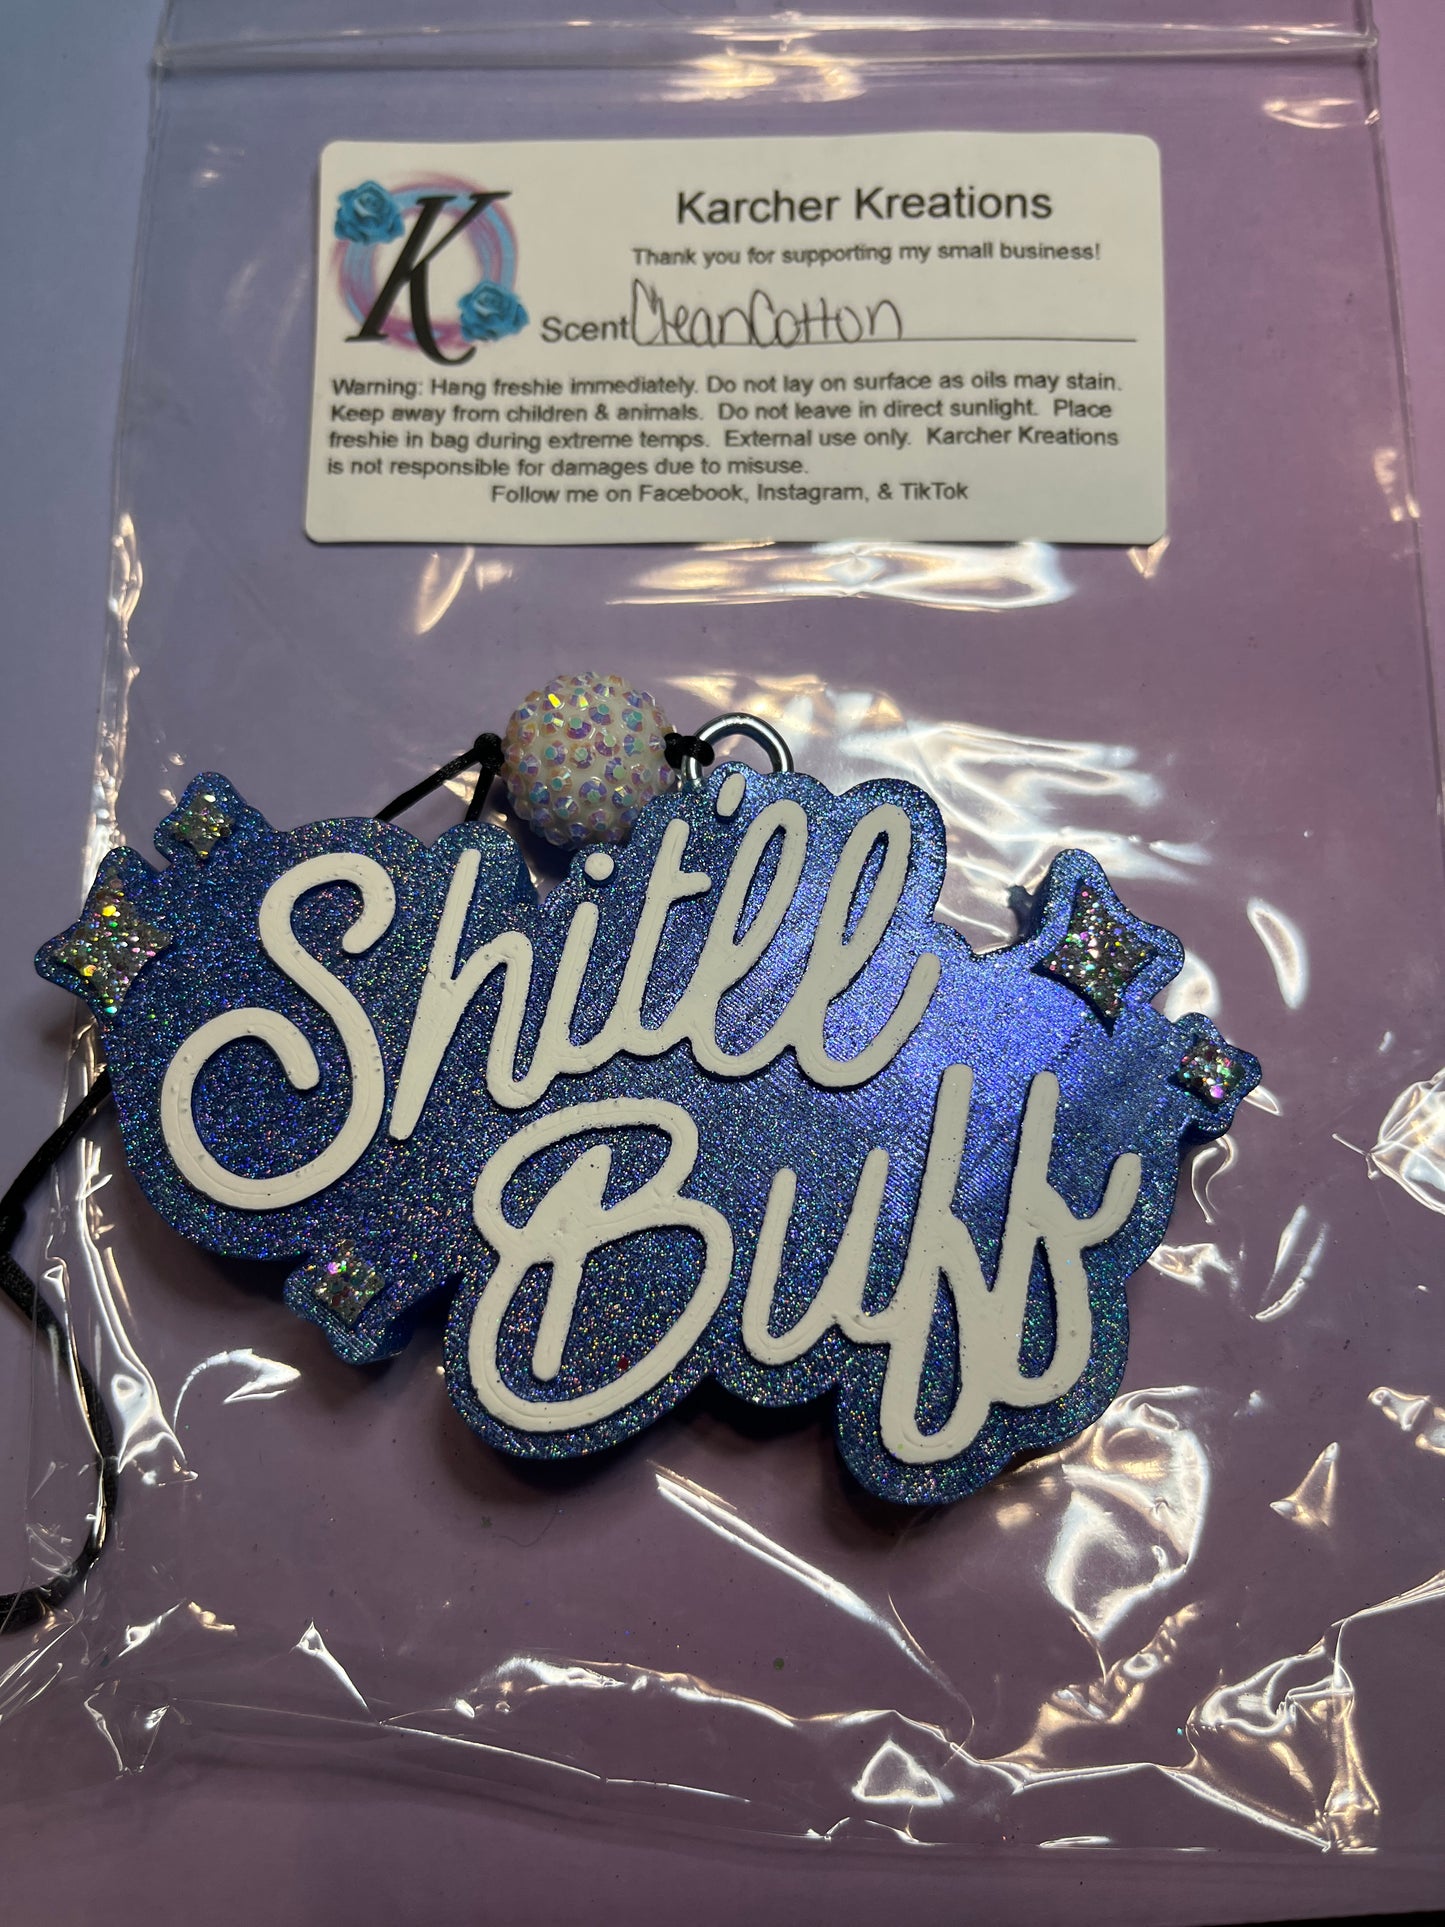 K
Karcher Kreations
Thank you for supporting my small business!
Scent Clean Cotton
Warning: Hang freshie immediately. Do not lay on surface as oils may stain.
Keep away from children & animals. Do not leave in direct sunlight. Place
freshie in bag during extreme temps. External use only. Karcher Kreations
is not responsible for damages due to misuse.
Follow me on Facebook, Instagram, & TikTok
Shit'll
Buff